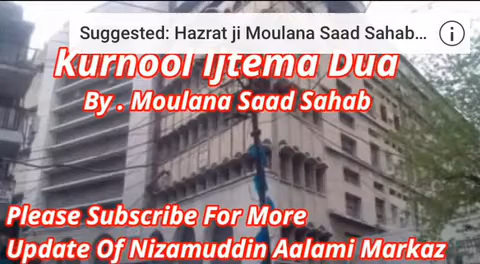 Suggested: Hazrat ji Moulana Saad Sahab...
Kurnool Ijtema Dua
By . Moulana Saad Sahab
Please Subscribe For More
Update Of Nizamuddin Aalami Markaz